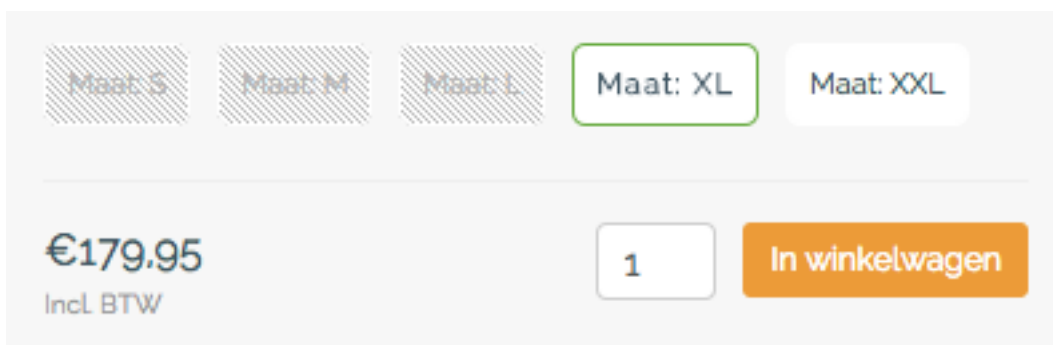 Maat: S Maat: M Maat: L Maat: XL Maat: XXL
€179,95 1 In winkelwagen
Incl. BTW